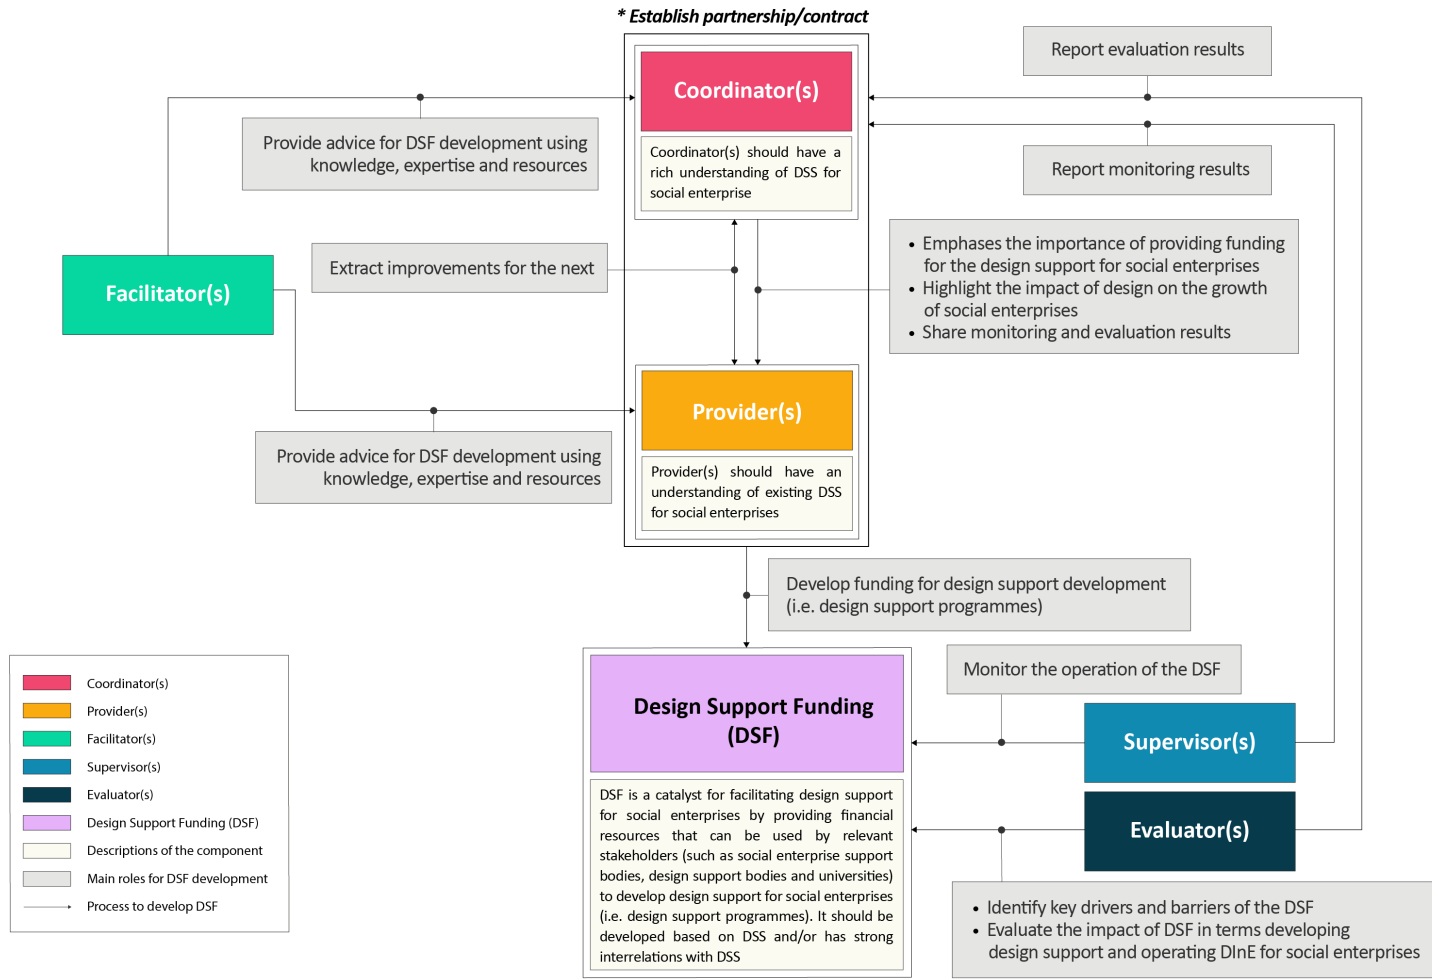 * Establish partnership/contract
Coordinator(s)
Coordinator(s) should have a
rich understanding of DSS for
social enterprise
Report evaluation results
Report monitoring results
Provide advice for DSF development using
knowledge, expertise and resources
Extract improvements for the next
• Emphases the importance of providing funding
for the design support for social enterprises
• Highlight the impact of design on the growth
of social enterprises
• Share monitoring and evaluation results
Facilitator(s)
Provider(s)
Provider(s) should have an
understanding of existing DSS
for social enterprises
Provide advice for DSF development using
knowledge, expertise and resources
Develop funding for design support development
(i.e. design support programmes)
Monitor the operation of the DSF
Design Support Funding
(DSF)
DSF is a catalyst for facilitating design support
for social enterprises by providing financial
resources that can be used by relevant
stakeholders (such as social enterprise support
bodies, design support bodies and universities)
to develop design support for social enterprises
(i.e. design support programmes). It should be
developed based on DSS and/or has strong
interrelations with DSS
Supervisor(s)
Evaluator(s)
• Identify key drivers and barriers of the DSF
• Evaluate the impact of DSF in terms developing
design support and operating DInE for social enterprises
Coordinator(s)
Provider(s)
Facilitator(s)
Supervisor(s)
Evaluator(s)
Design Support Funding (DSF)
Descriptions of the component
Main roles for DSF development
Process to develop DSF